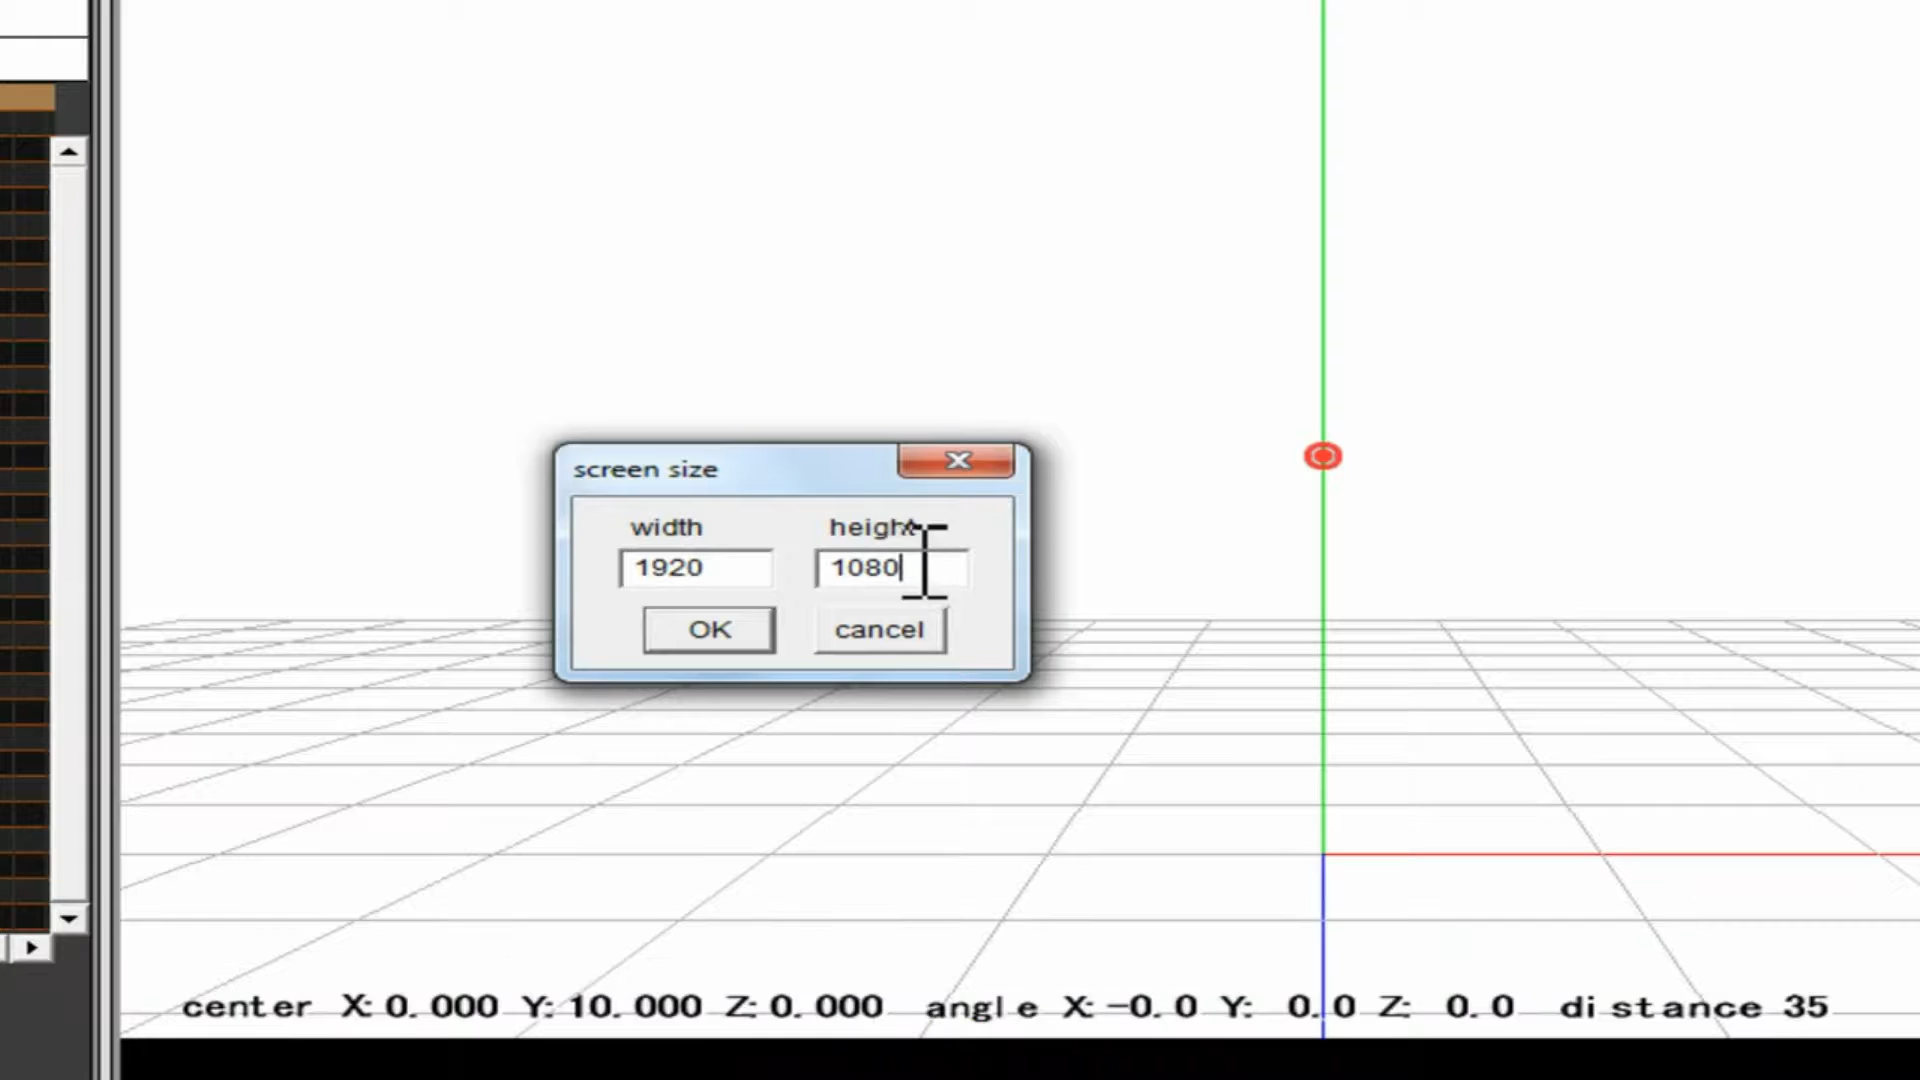 screen size
width height
1920 1080
OK cancel
center X:0.000 Y:10.000 Z:0.000 angle X:-0.0 Y: 0.0 Z: 0.0 distance 35